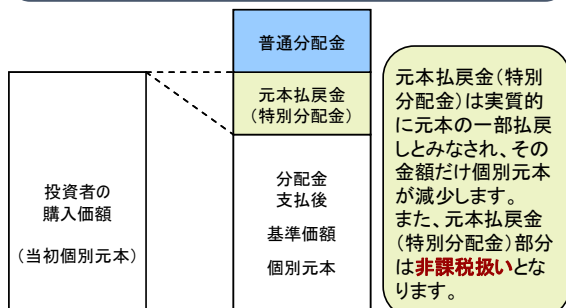 普通分配金
元本払戻金
(特別分配金)
投資者の
購入価額
(当初個別元本)
分配金
支払後
基準価額
個別元本
元本払戻金(特別
分配金)は実質的
に元本の一部払戻
しとみなされ、その
金額だけ個別元本
が減少します。
また、元本払戻金
(特別分配金)部分
は非課税扱いとな
ります。